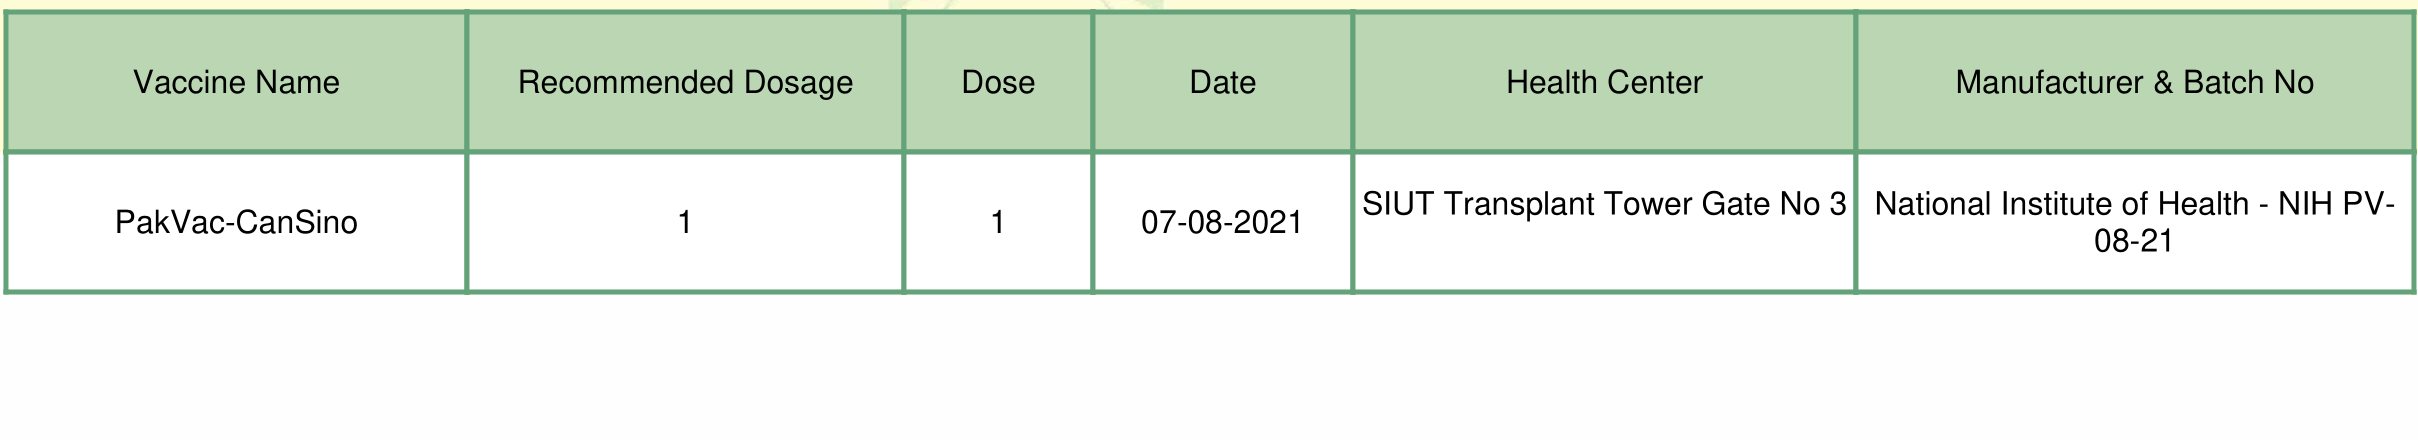 Vaccine Name Recommended Dosage Dose Date Health Center Manufacturer & Batch No
PakVac-CanSino 1 1 07-08-2021 SIUT Transplant Tower Gate No 3 National Institute of Health - NIH PV-
08-21